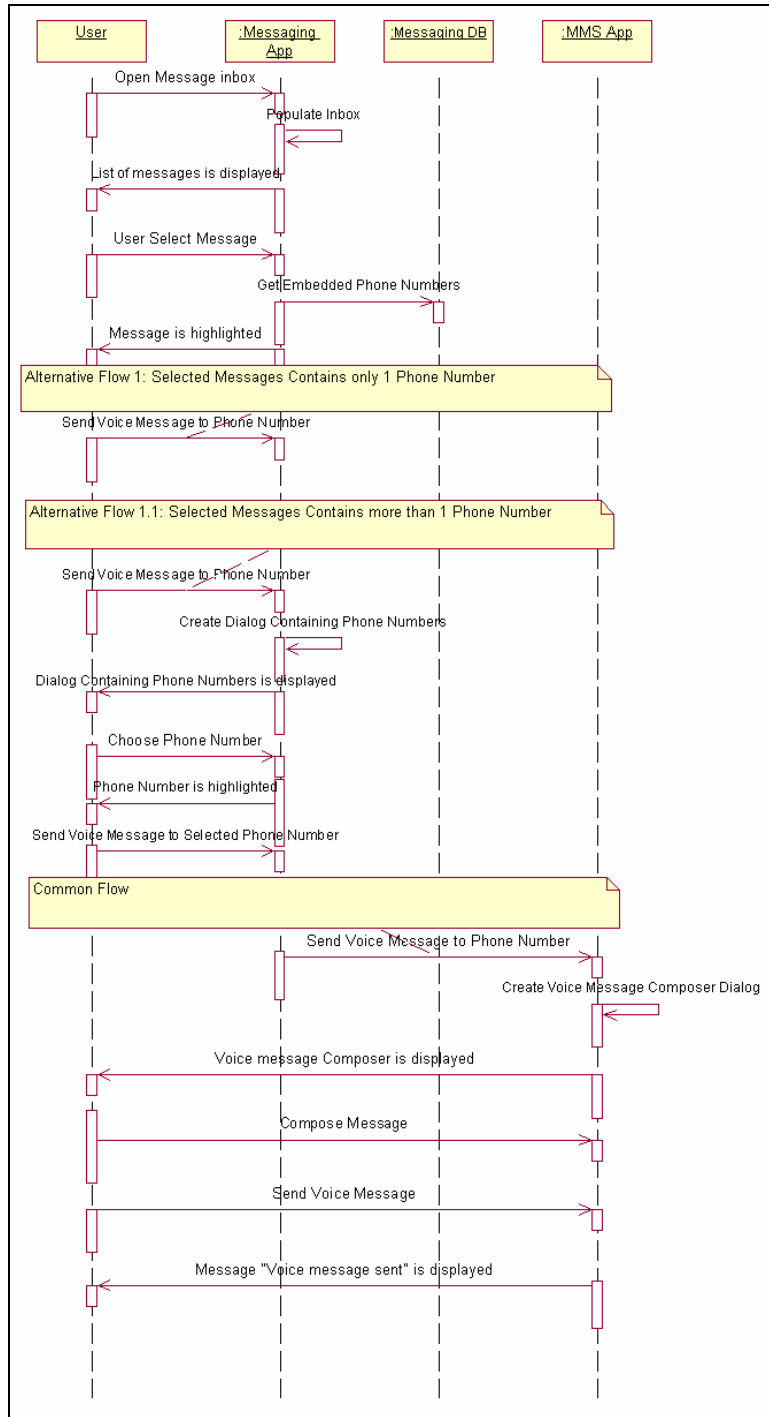 User
:Messaging
App
:Messaging DB
:MMS App
Open Message inbox
Populate Inbox
List of messages is displayed
User Select Message
Get Embedded Phone Numbers
Message is highlighted
Alternative Flow 1: Selected Messages Contains only 1 Phone Number
Send Voice Message to Phone Number
Alternative Flow 1.1: Selected Messages Contains more than 1 Phone Number
Send Voice Message to Phone Number
Create Dialog Containing Phone Numbers
Dialog Containing Phone Numbers is displayed
Choose Phone Number
Phone Number is highlighted
Send Voice Message to Selected Phone Number
Common Flow
Send Voice Message to Phone Number
Create Voice Message Composer Dialog
Voice message Composer is displayed
Compose Message
Send Voice Message
Message "Voice message sent" is displayed